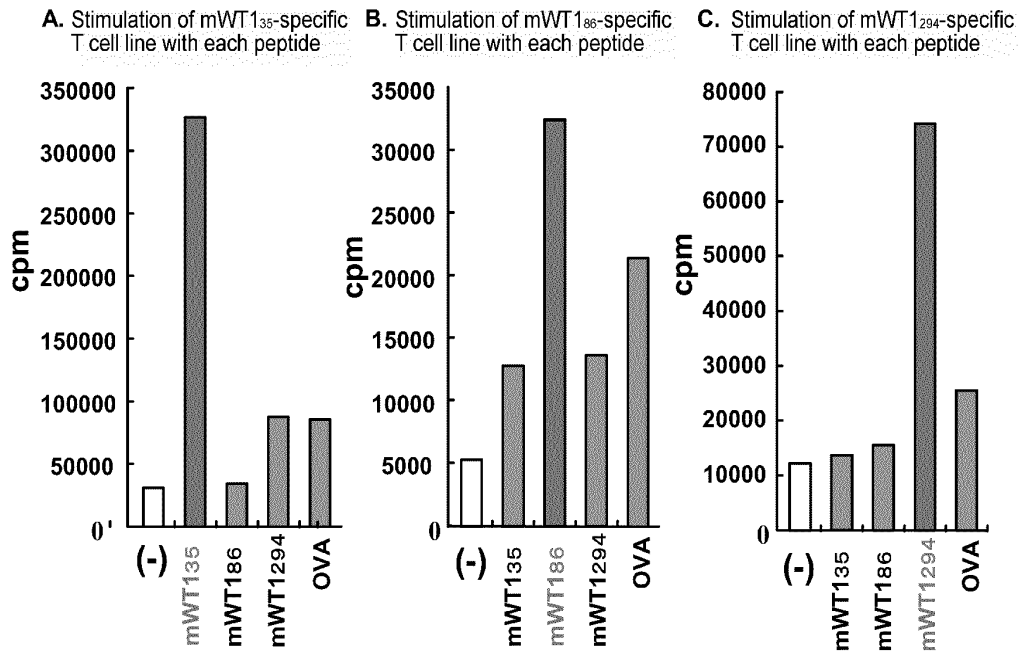 A. Stimulation of mWT1₃₅-specific
T cell line with each peptide
cpm
350000
300000
250000
200000
150000
100000
50000
0'
(-)
mWT135
mWT186
mWT1294
OVA
B. Stimulation of mWT1₈₆-specific
T cell line with each peptide
cpm
35000
30000
25000
20000
15000
10000
5000
0
(-)
mWT135
mWT186
mWT1294
OVA
C. Stimulation of mWT1₂₉₄-specific
T cell line with each peptide
cpm
80000
70000
60000
50000
40000
30000
20000
10000
0
(-)
mWT135
mWT186
mWT1294
OVA